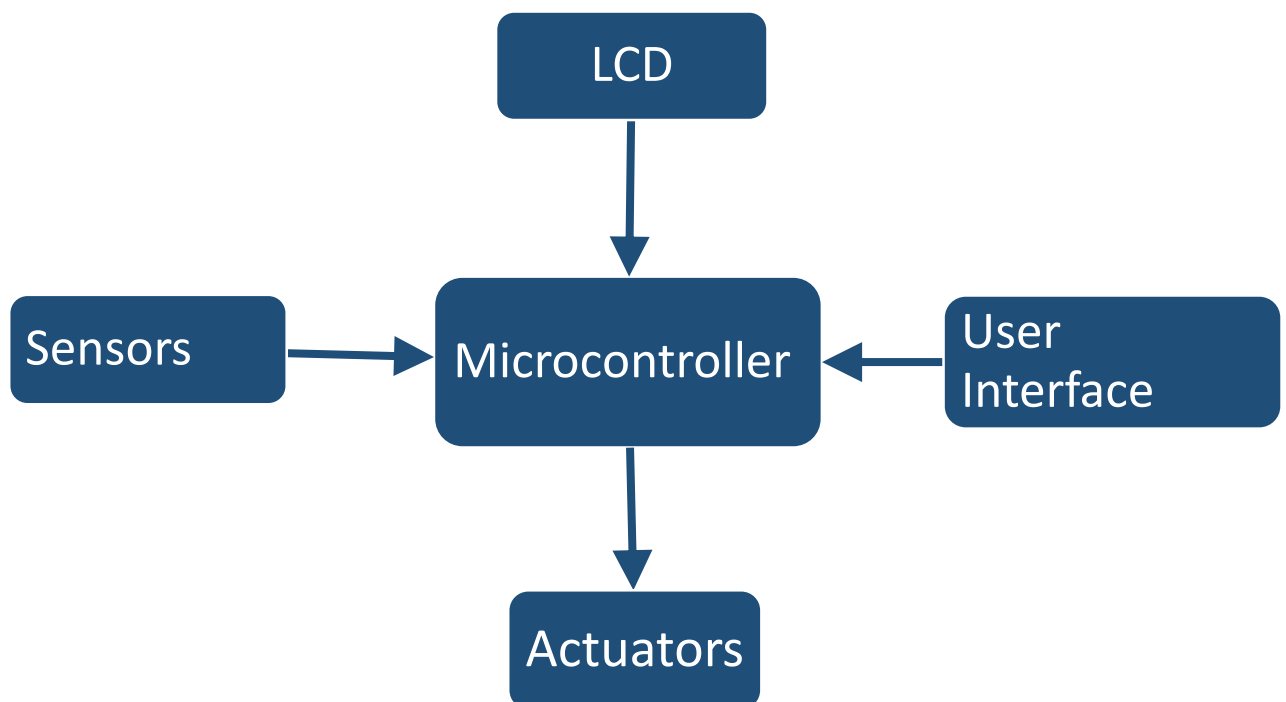 LCD
Sensors
Microcontroller
User
Interface
Actuators